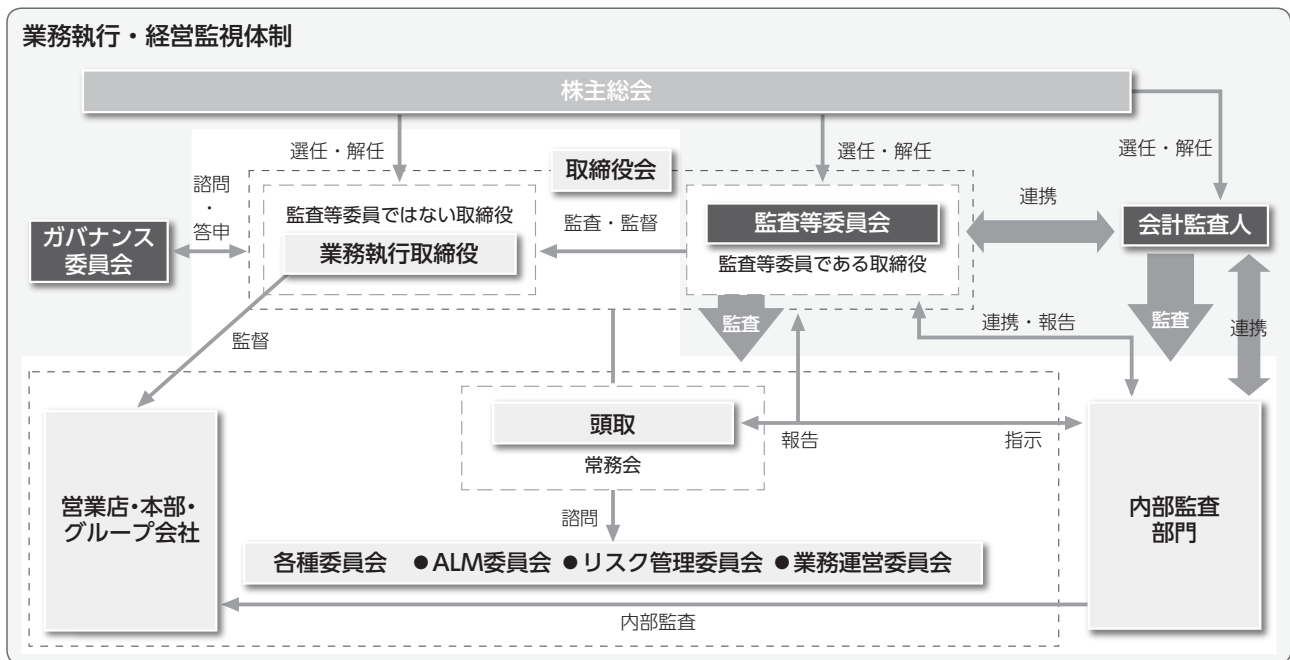 業務執行・経営監視体制
株主総会
選任・解任
選任・解任
選任・解任
取締役会
諮問
・
答申
監査等委員ではない取締役
業務執行取締役
監査・監督
監査等委員会
監査等委員である取締役
連携
会計監査人
ガバナンス
委員会
監督
監査
連携・報告
監査
連携
頭取
常務会
報告
指示
営業店・本部・
グループ会社
内部監査
部門
諮問
各種委員会 ●ALM委員会 ●リスク管理委員会 ●業務運営委員会
内部監査